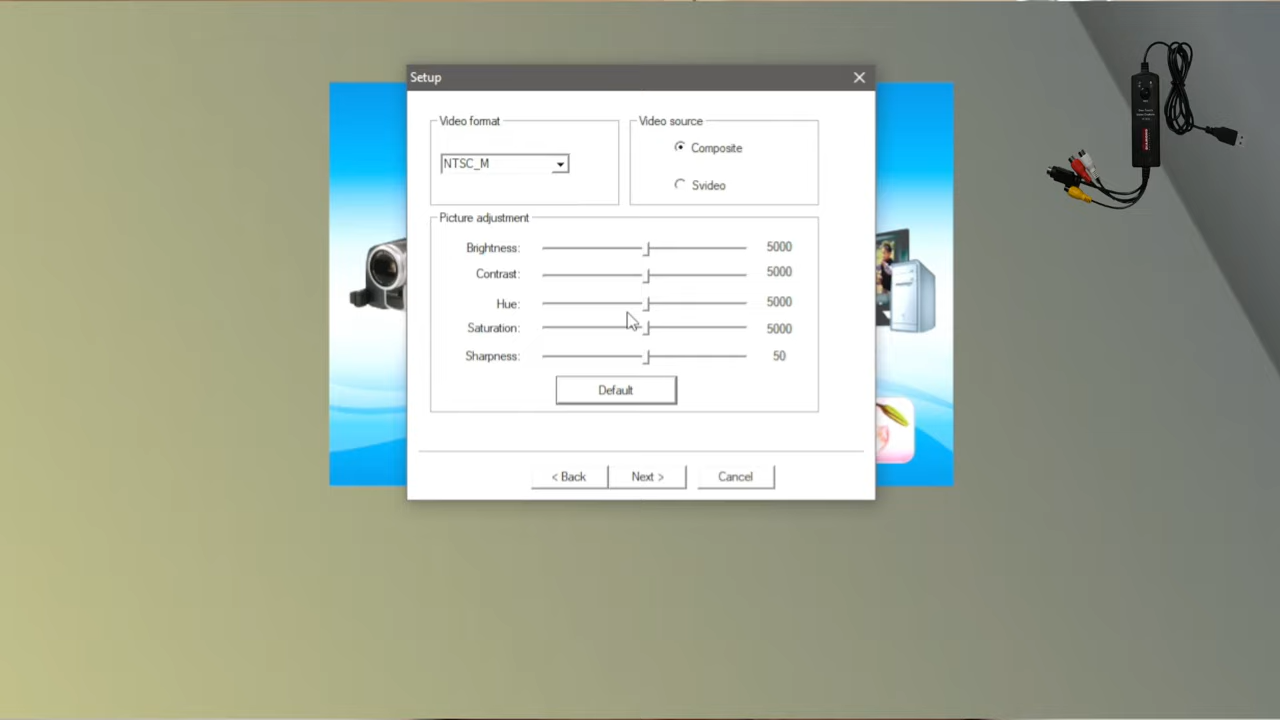 Setup
Video format
Video source
NTSC_M
Composite
Svideo
Picture adjustment
Brightness: 5000
Contrast: 5000
Hue: 5000
Saturation: 5000
Sharpness: 50
Default
< Back Next > Cancel